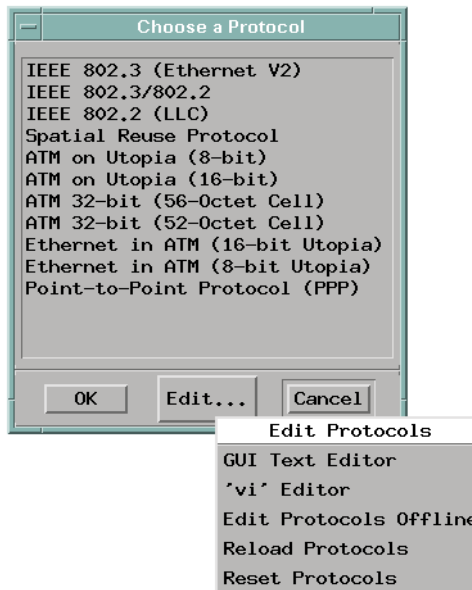 Choose a Protocol
IEEE 802.3 (Ethernet V2)
IEEE 802.3/802.2
IEEE 802.2 (LLC)
Spatial Reuse Protocol
ATM on Utopia (8-bit)
ATM on Utopia (16-bit)
ATM 32-bit (56-Octet Cell)
ATM 32-bit (52-Octet Cell)
Ethernet in ATM (16-bit Utopia)
Ethernet in ATM (8-bit Utopia)
Point-to-Point Protocol (PPP)
OK Edit... Cancel
Edit Protocols
GUI Text Editor
'vi' Editor
Edit Protocols Offline
Reload Protocols
Reset Protocols